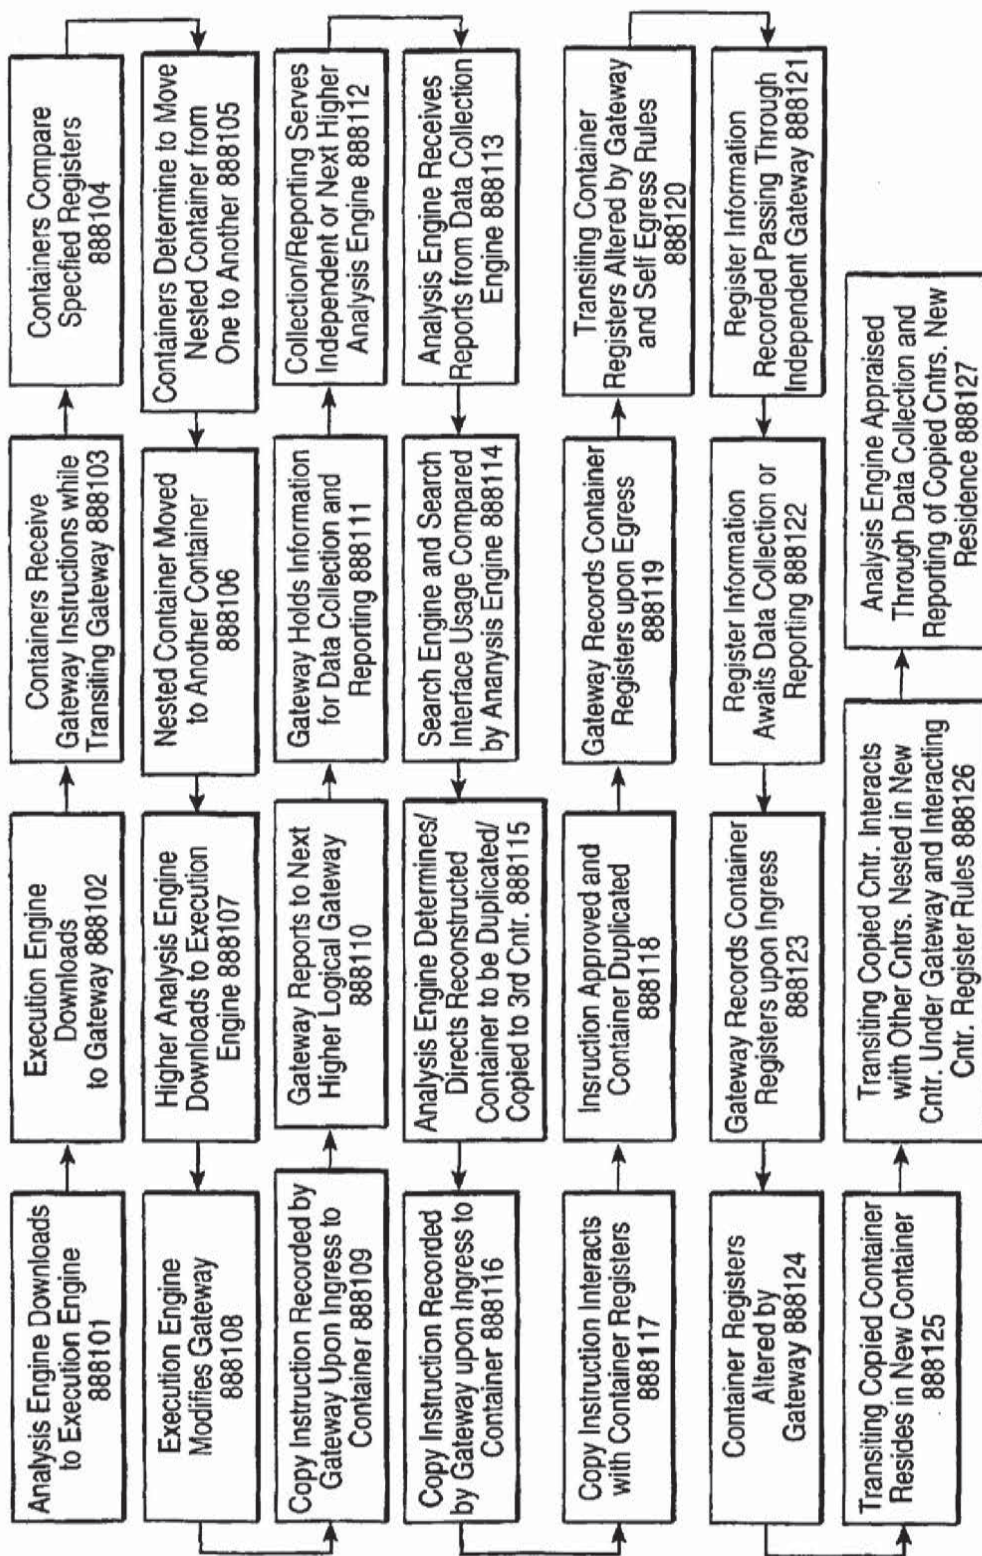 Analysis Engine Downloads
to Execution Engine
888101
Execution Engine
Downloads
to Gateway 888102
Containers Receive
Gateway Instructions while
Transiting Gateway 888103
Containers Compare
Specfied Registers
888104
Containers Determine to Move
Nested Container from
One to Another 888105
Nested Container Moved
to Another Container
888106
Higher Analysis Engine
Downloads to Execution
Engine 888107
Execution Engine
Modifies Gateway
888108
Copy Instruction Recorded by
Gateway Upon Ingress to
Container 888109
Gateway Reports to Next
Higher Logical Gateway
888110
Gateway Holds Information
for Data Collection and
Reporting 888111
Collection/Reporting Serves
Independent or Next Higher
Analysis Engine 888112
Analysis Engine Receives
Reports from Data Collection
Engine 888113
Search Engine and Search
Interface Usage Compared
by Ananysis Engine 888114
Analysis Engine Determines/
Directs Reconstructed
Container to be Duplicated/
Copied to 3rd Cntr. 888115
Copy Instruction Recorded
by Gateway upon Ingress to
Container 888116
Copy Instruction Interacts
with Container Registers
888117
Insruction Approved and
Container Duplicated
888118
Gateway Records Container
Registers upon Egress
888119
Transiting Container
Registers Altered by Gateway
and Self Egress Rules
888120
Register Information
Recorded Passing Through
Independent Gateway 888121
Register Information
Awaits Data Collection or
Reporting 888122
Gateway Records Container
Registers upon Ingress
888123
Container Registers
Altered by
Gateway 888124
Transiting Copied Container
Resides in New Container
888125
Transiting Copied Cntr. Interacts
with Other Cntrs. Nested in New
Cntr. Under Gateway and Interacting
Cntr. Register Rules 888126
Analysis Engine Appraised
Through Data Collection and
Reporting of Copied Cntrs. New
Residence 888127